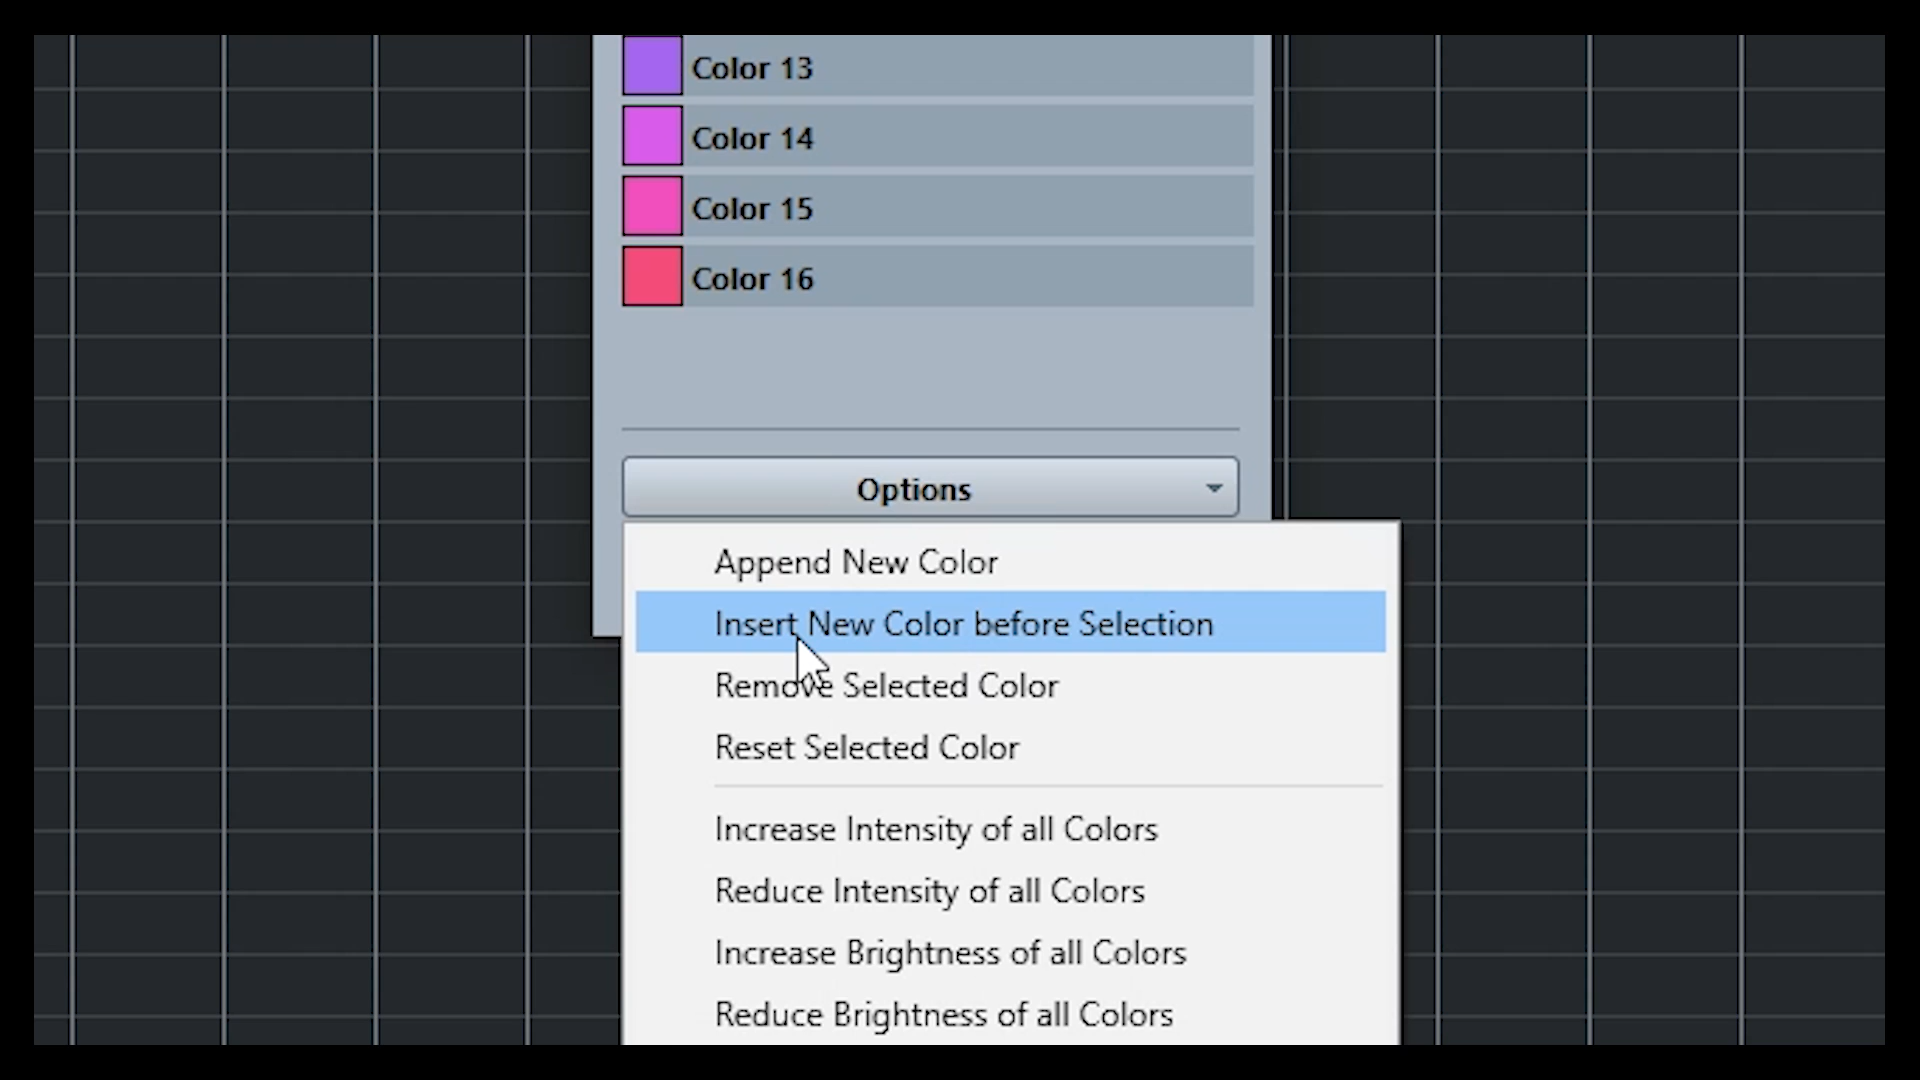 Color 13
Color 14
Color 15
Color 16
Options
Append New Color
Insert New Color before Selection
Remove Selected Color
Reset Selected Color
Increase Intensity of all Colors
Reduce Intensity of all Colors
Increase Brightness of all Colors
Reduce Brightness of all Colors